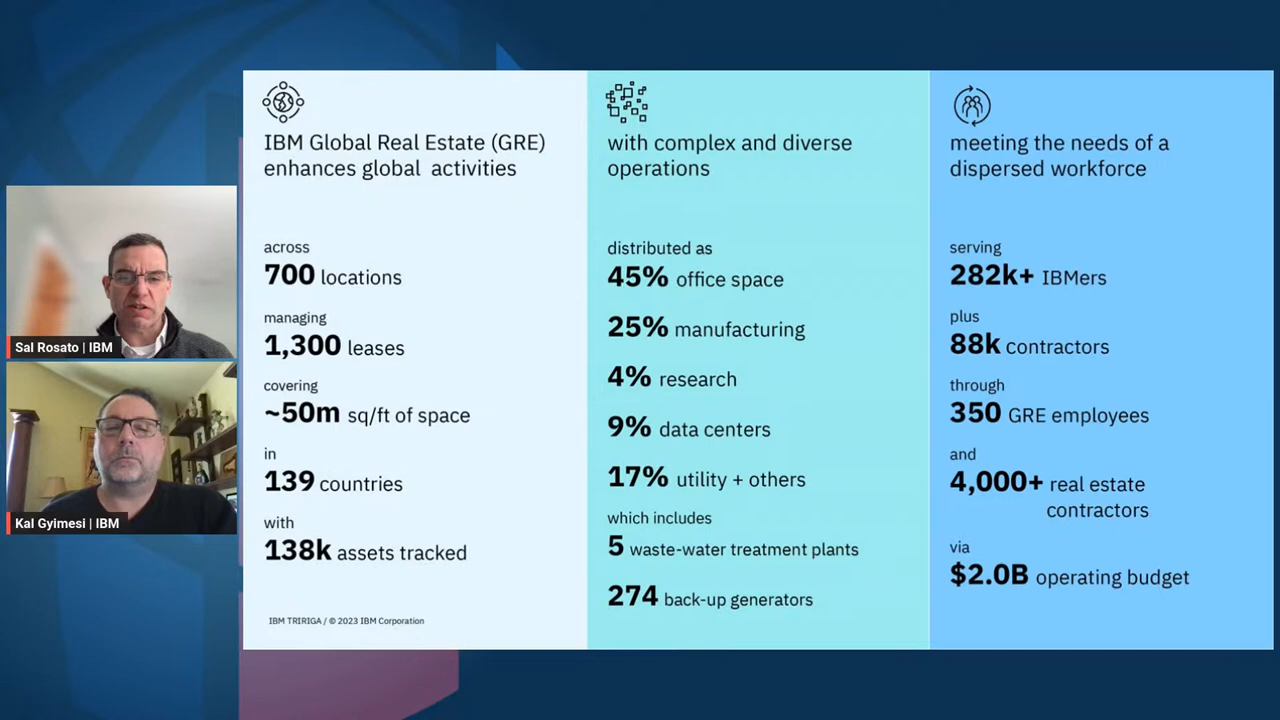 Sal Rosato | IBM
Kal Gyimesi | IBM
IBM Global Real Estate (GRE)
enhances global activities
across
700 locations
managing
1,300 leases
covering
~50m sq/ft of space
in
139 countries
with
138k assets tracked
IBM TRIRIGA / © 2023 IBM Corporation
with complex and diverse
operations
distributed as
45% office space
25% manufacturing
4% research
9% data centers
17% utility + others
which includes
5 waste-water treatment plants
274 back-up generators
meeting the needs of a
dispersed workforce
serving
282k+ IBMers
plus
88k contractors
through
350 GRE employees
and
4,000+ real estate
contractors
via
$2.0B operating budget